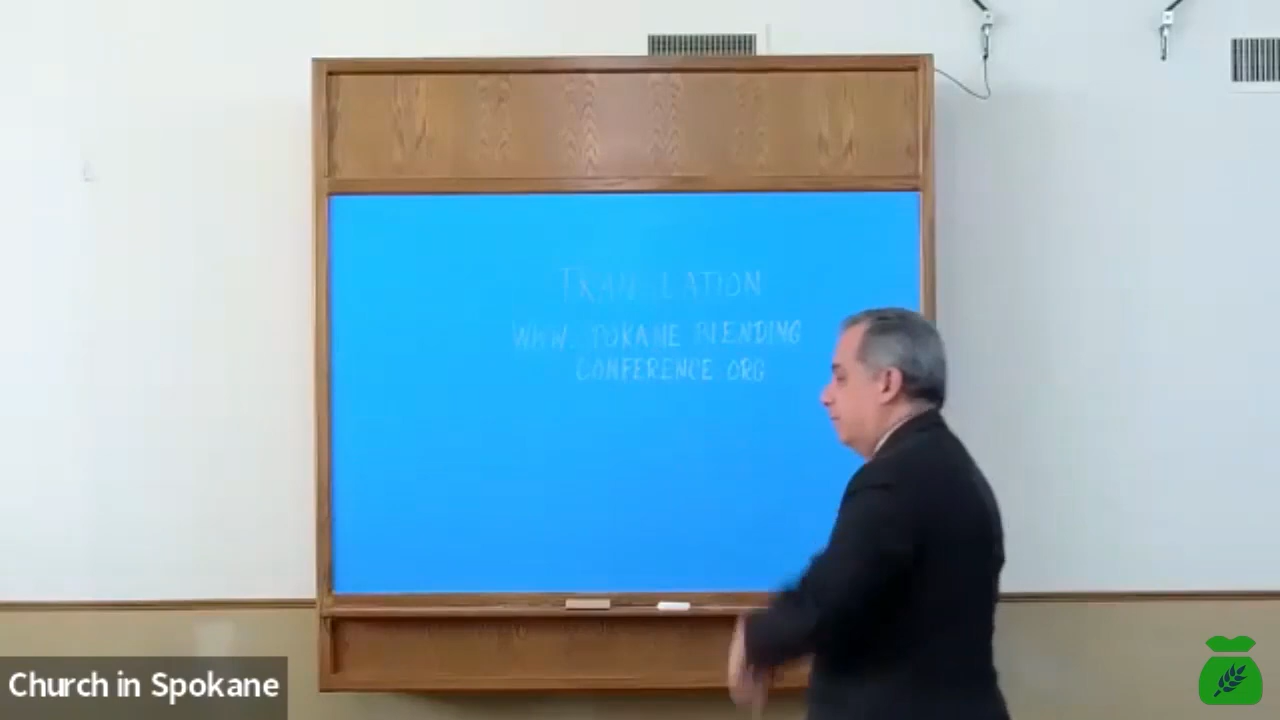 TRANSLATION
WWW.SPOKANE BLENDING
CONFERENCE.ORG
Church in Spokane